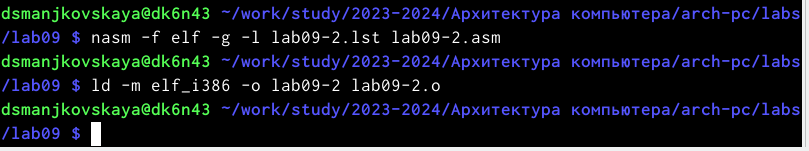 dsmanjkovskaya@dk6n43 ~/work/study/2023-2024/Архитектура компьютера/arch-pc/labs
/lab09 $ nasm -f elf -g -l lab09-2.lst lab09-2.asm
dsmanjkovskaya@dk6n43 ~/work/study/2023-2024/Архитектура компьютера/arch-pc/labs
/lab09 $ ld -m elf_i386 -o lab09-2 lab09-2.o
dsmanjkovskaya@dk6n43 ~/work/study/2023-2024/Архитектура компьютера/arch-pc/labs
/lab09 $